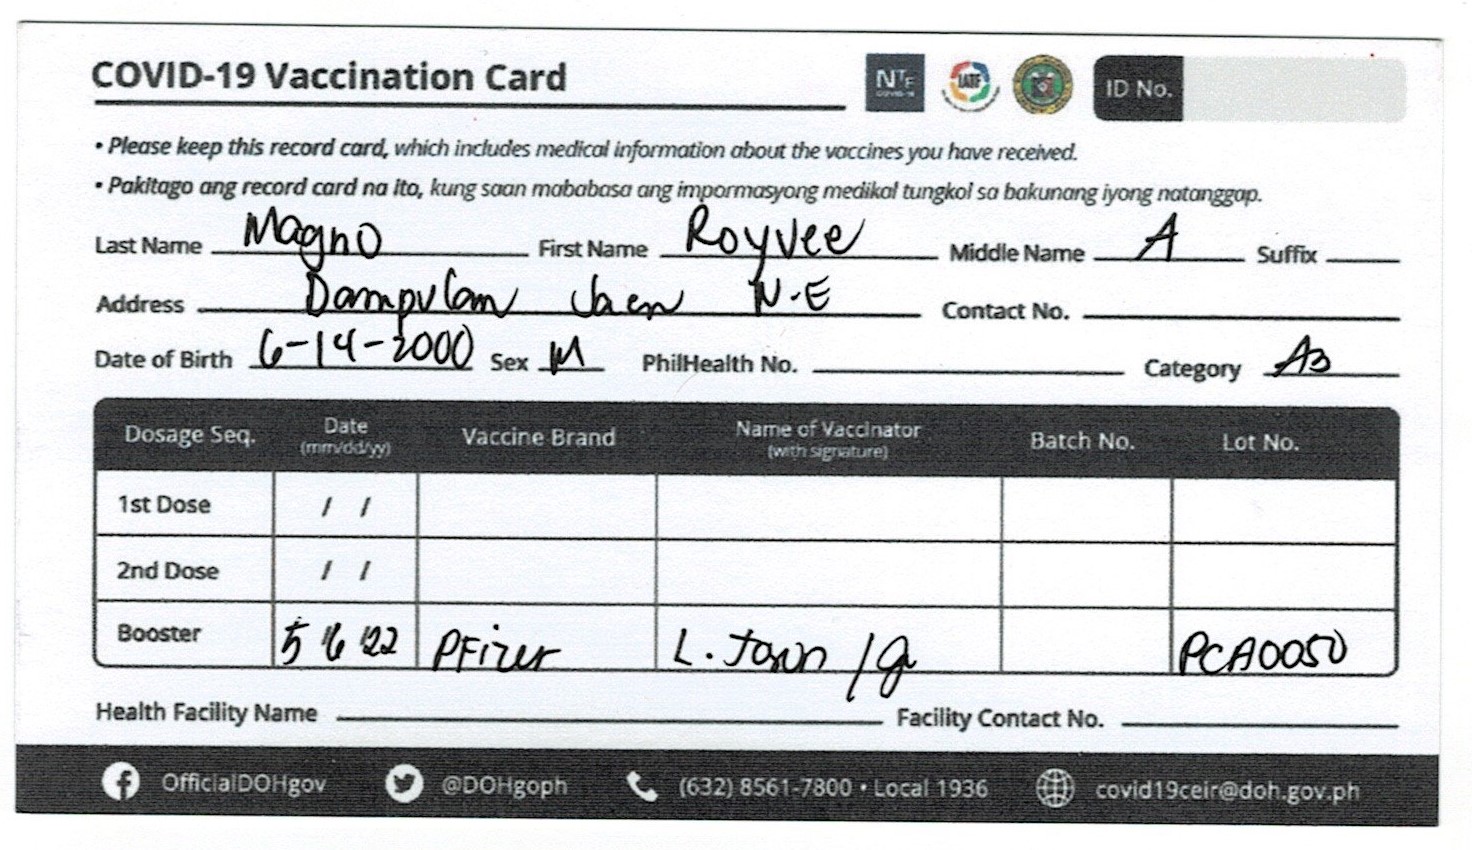 COVID-19 Vaccination Card
NTF COVID-19 IATF ID No.
• Please keep this record card, which includes medical information about the vaccines you have received.
• Pakitago ang record card na ito, kung saan mababasa ang impormasyong medikal tungkol sa bakunang iyong natanggap.
Last Name Magno First Name Royvee Middle Name A Suffix
Address Dampulan Jaen N.E Contact No.
Date of Birth 6-14-2000 Sex M PhilHealth No. Category A3
Dosage Seq. Date (mm/dd/yy) Vaccine Brand Name of Vaccinator (with signature) Batch No. Lot No.
1st Dose / /
2nd Dose / /
Booster 5/6/22 PFizer L. PCA0050
Health Facility Name Facility Contact No.
OfficialDOHgov @DOHgoph (632) 8561-7800 • Local 1936 covid19ceir@doh.gov.ph